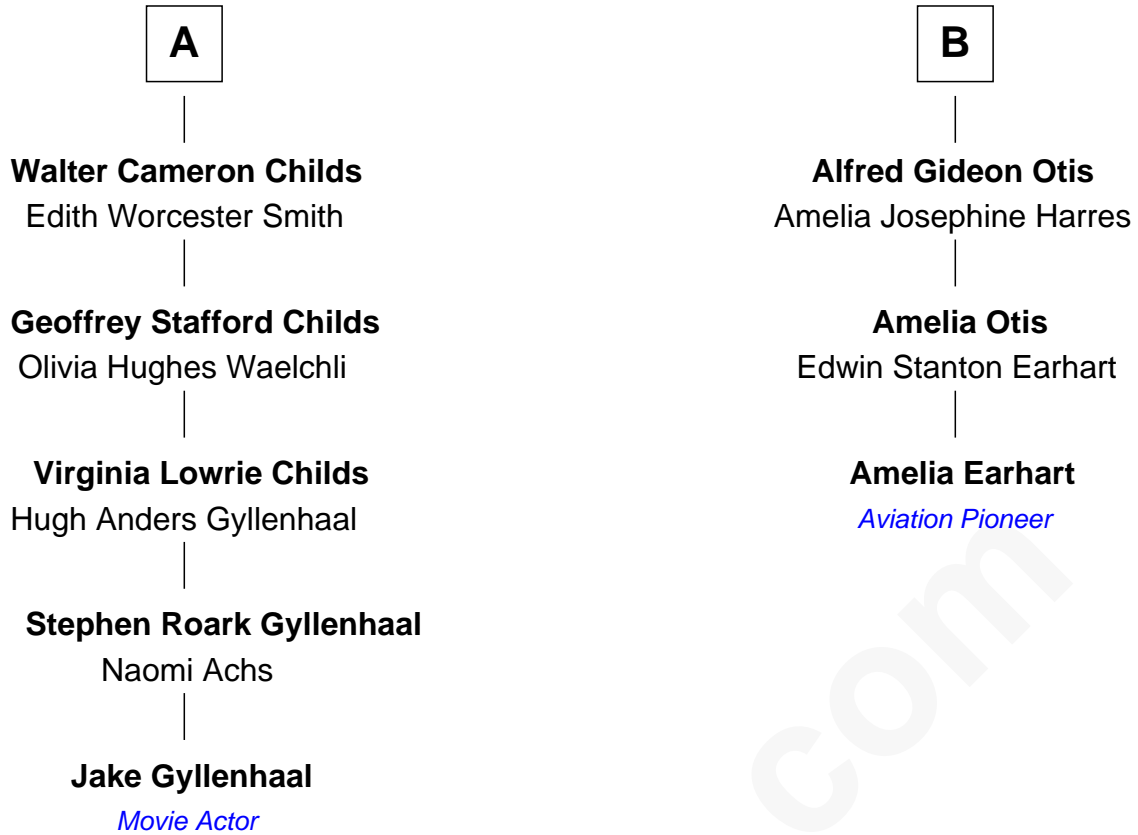 A
Walter Cameron Childs
Edith Worcester Smith
Geoffrey Stafford Childs
Olivia Hughes Waelchli
Virginia Lowrie Childs
Hugh Anders Gyllenhaal
Stephen Roark Gyllenhaal
Naomi Achs
Jake Gyllenhaal
Movie Actor
B
Alfred Gideon Otis
Amelia Josephine Harres
Amelia Otis
Edwin Stanton Earhart
Amelia Earhart
Aviation Pioneer
com